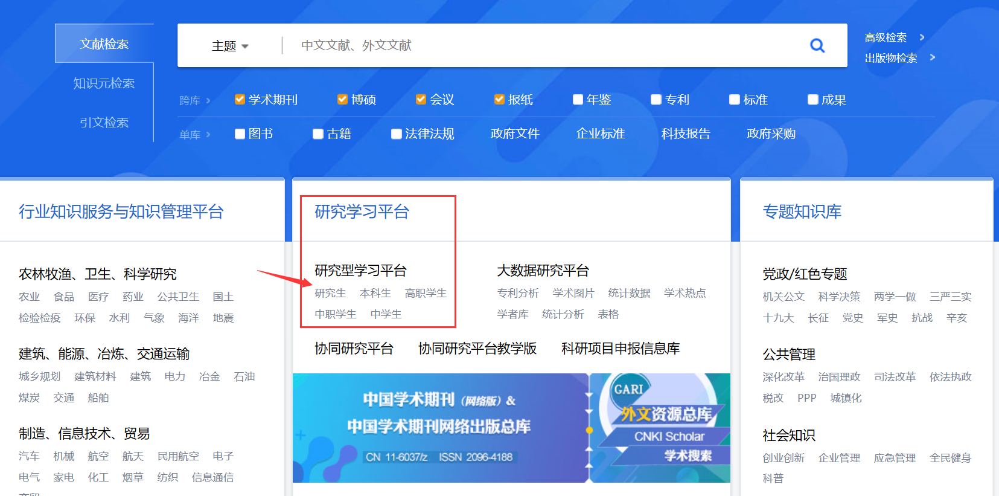 文献检索
知识元检索
引文检索
主题 中文文献、外文文献
高级检索 >
出版物检索 >
跨库 > 学术期刊 博硕 会议 报纸 年鉴 专利 标准 成果
单库 > 图书 古籍 法律法规 政府文件 企业标准 科技报告 政府采购
行业知识服务与知识管理平台
农林牧渔、卫生、科学研究
农业 食品 医疗 药业 公共卫生 国土
检验检疫 环保 水利 气象 海洋 地震
建筑、能源、冶炼、交通运输
城乡规划 建筑材料 建筑 电力 冶金 石油
煤炭 交通 船舶
制造、信息技术、贸易
汽车 机械 航空 航天 民用航空 电子
电气 家电 化工 烟草 纺织 信息通信
研究学习平台
研究型学习平台
研究生 本科生 高职学生
中职学生 中学生
大数据研究平台
专利分析 学术图片 统计数据 学术热点
学者库 统计分析 表格
协同研究平台 协同研究平台教学版 科研项目申报信息库
中国学术期刊（网络版）&
中国学术期刊网络出版总库
CN 11-6037/z ISSN 2096-4188
GARI
外文资源总库
CNKI Scholar
学术搜索
专题知识库
党政/红色专题
机关公文 科学决策 两学一做 三严三实
十九大 长征 党史 军史 抗战 辛亥
公共管理
深化改革 治国理政 司法改革 依法执政
税改 PPP 城镇化
社会知识
创业创新 企业管理 应急管理 全民健身
科普